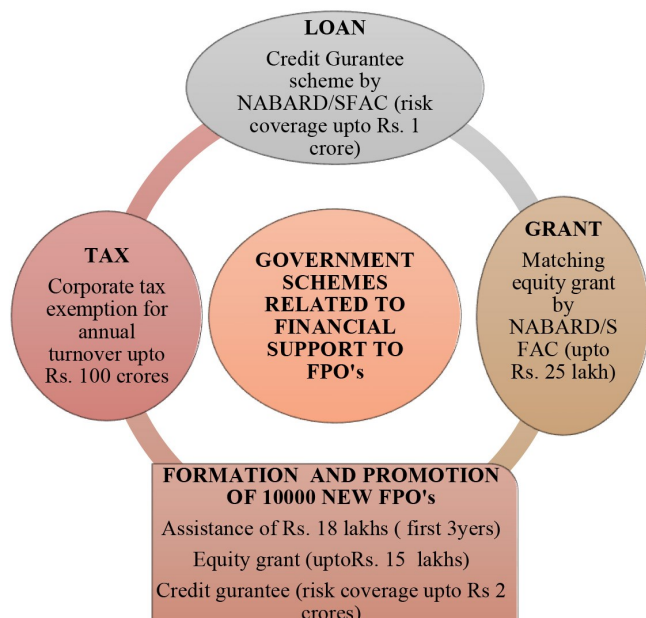 LOAN
Credit Gurantee
scheme by
NABARD/SFAC (risk
coverage upto Rs. 1
crore)
TAX
Corporate tax
exemption for
annual
turnover upto
Rs. 100 crores
GOVERNMENT
SCHEMES
RELATED TO
FINANCIAL
SUPPORT TO
FPO's
GRANT
Matching
equity grant
by
NABARD/S
FAC (upto
Rs. 25 lakh)
FORMATION AND PROMOTION
OF 10000 NEW FPO's
Assistance of Rs. 18 lakhs ( first 3yers)
Equity grant (uptoRs. 15 lakhs)
Credit gurantee (risk coverage upto Rs 2
crores)